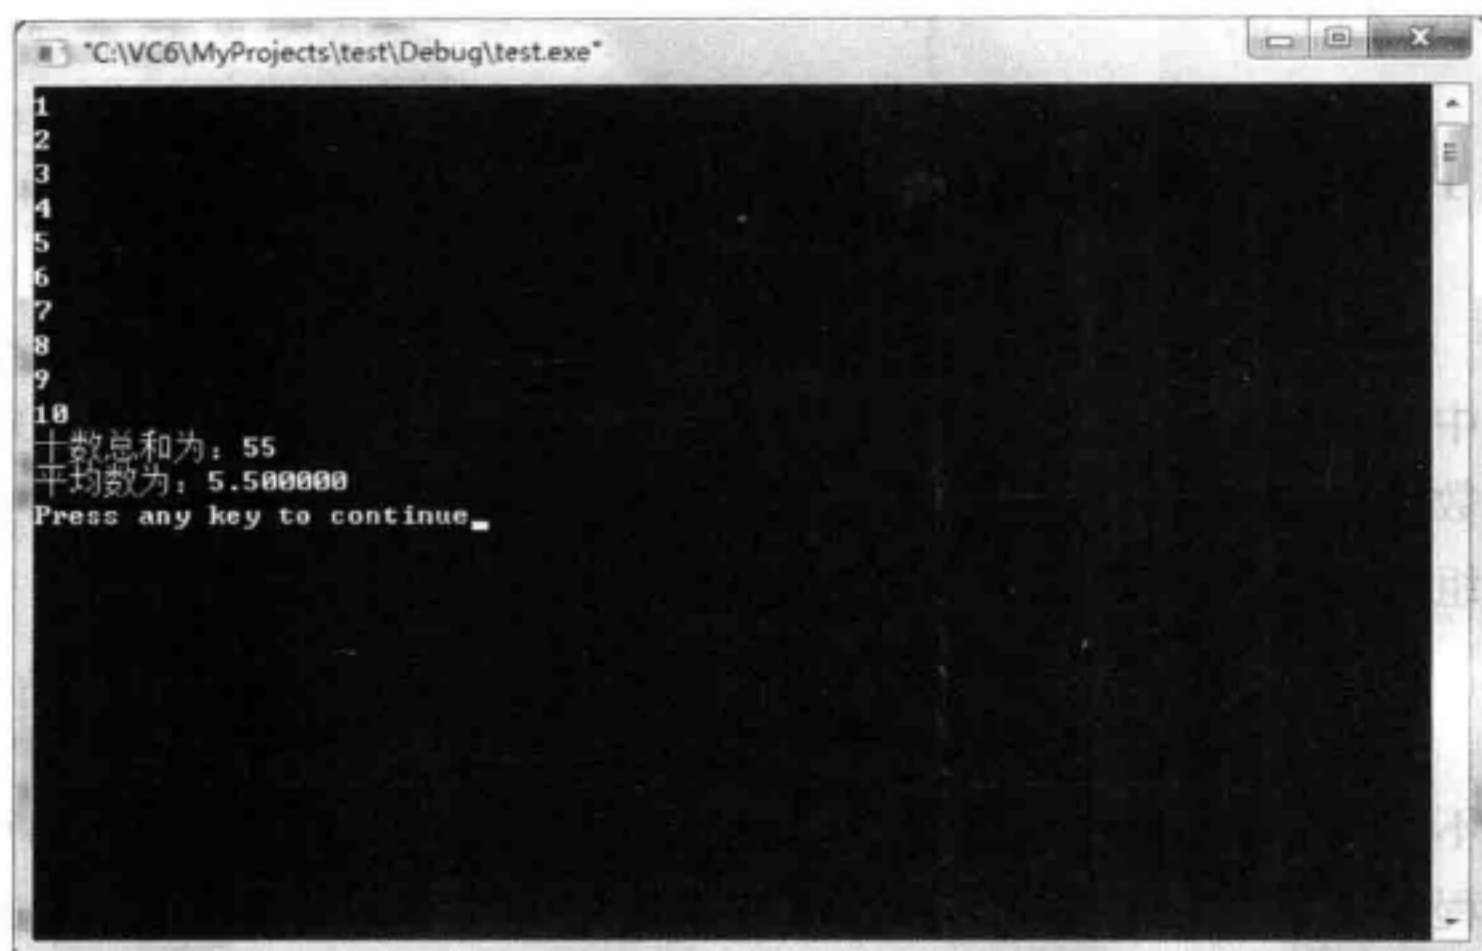 "C:\VC6\MyProjects\test\Debug\test.exe"
1
2
3
4
5
6
7
8
9
10
十数总和为：55
平均数为：5.500000
Press any key to continue